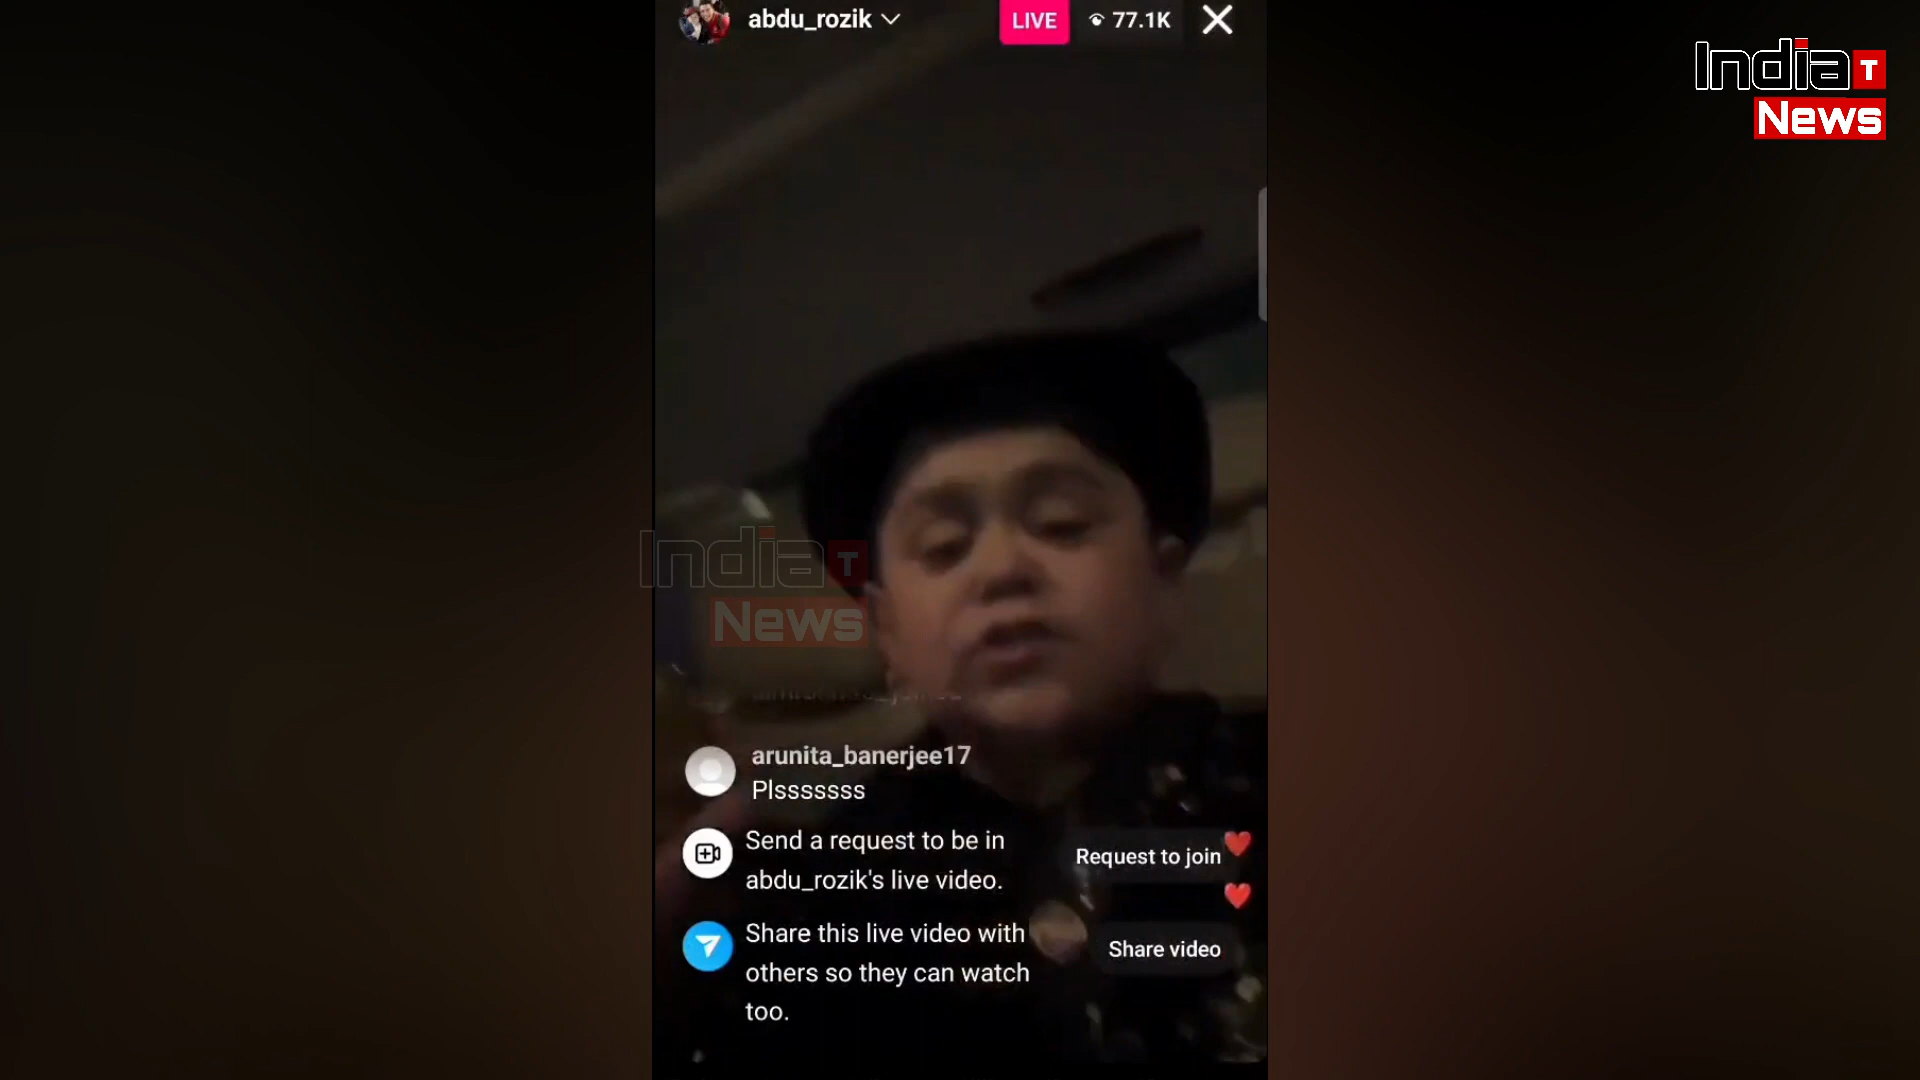 abdu_rozik
LIVE
77.1K
India T
News
India T
News
arunita_banerjee17
Plsssssss
Send a request to be in
abdu_rozik's live video.
Request to join
Share this live video with
others so they can watch
too.
Share video